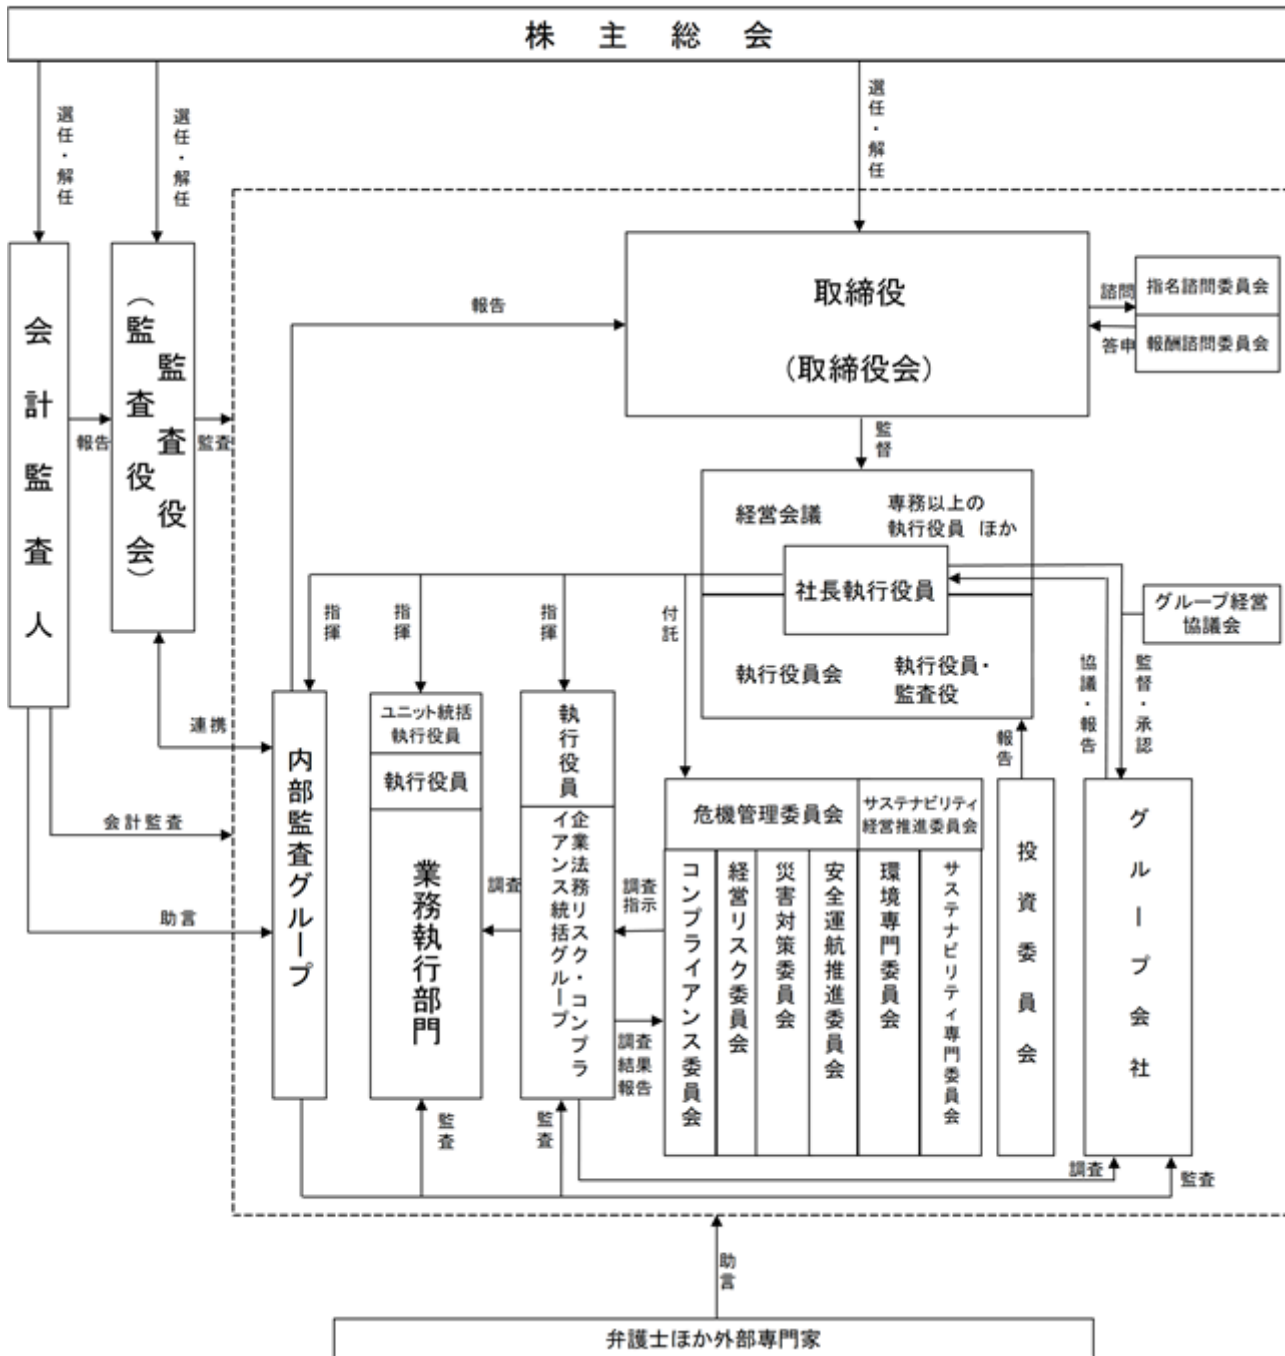 株主総会
選任・解任
選任・解任
選任・解任
会計監査人
報告
監査役
（監査役会）
監査
報告
取締役
（取締役会）
諮問
答申
指名諮問委員会
報酬諮問委員会
監督
経営会議
専務以上の
執行役員 ほか
社長執行役員
執行役員会
執行役員・
監査役
グループ経営
協議会
指揮
指揮
指揮
付託
協議・報告
監督・承認
報告
連携
会計監査
助言
内部監査グループ
ユニット統括
執行役員
執行役員
業務執行部門
調査
執行役員
企業法務リスク・コンプラ
イアンス統括グループ
調査
指示
調査
結果
報告
危機管理委員会
サステナビリティ
経営推進委員会
コンプライアンス委員会
経営リスク委員会
災害対策委員会
安全運航推進委員会
環境専門委員会
サステナビリティ専門委員会
投資委員会
グループ会社
監査
監査
調査
監査
助言
弁護士ほか外部専門家